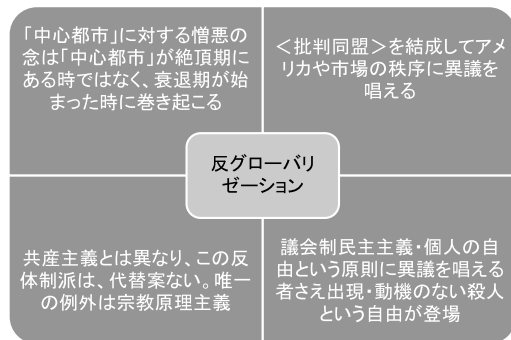 「中心都市」に対する憎悪の
念は「中心都市」が絶頂期に
ある時ではなく、衰退期が始
まった時に巻き起こる
＜批判同盟＞を結成してアメ
リカや市場の秩序に異議を
唱える
反グローバリ
ゼーション
共産主義とは異なり、この反
体制派は、代替案ない。唯一
の例外は宗教原理主義
議会制民主主義・個人の自
由という原則に異議を唱える
者さえ出現・動機のない殺人
という自由が登場